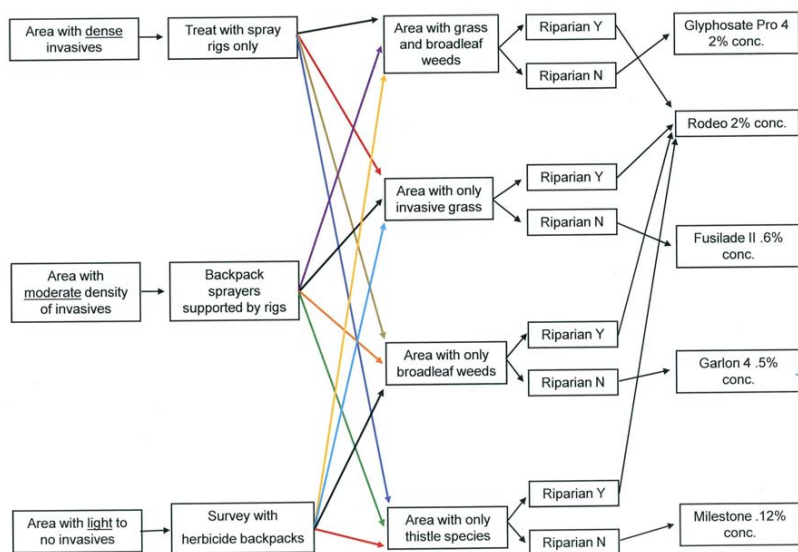 Area with dense
invasives
Treat with spray
rigs only
Area with grass
and broadleaf
weeds
Riparian Y
Riparian N
Glyphosate Pro 4
2% conc.
Rodeo 2% conc.
Area with only
invasive grass
Riparian Y
Riparian N
Fusilade II .6%
conc.
Area with
moderate density
of invasives
Backpack
sprayers
supported by rigs
Area with only
broadleaf weeds
Riparian Y
Riparian N
Garlon 4 .5%
conc.
Area with light to
no invasives
Survey with
herbicide backpacks
Area with only
thistle species
Riparian Y
Riparian N
Milestone .12%
conc.